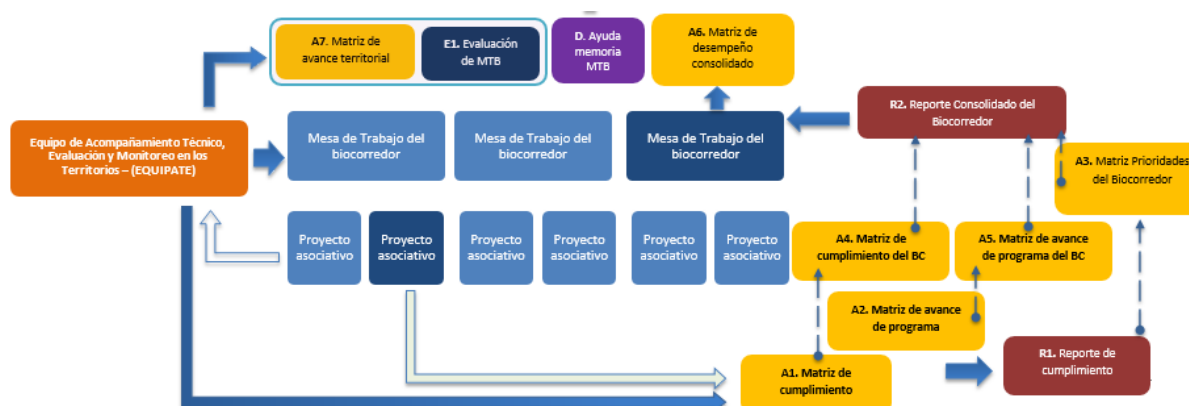 A7. Matriz de
avance territorial
E1. Evaluación
de MTB
D. Ayuda
memoria
MTB
A6. Matriz de
desempeño
consolidado
R2. Reporte Consolidado del
Biocorredor
Equipo de Acompañamiento Técnico,
Evaluación y Monitoreo en los
Territorios – (EQUIPATE)
Mesa de Trabajo del
biocorredor
Mesa de Trabajo del
biocorredor
Mesa de Trabajo del
biocorredor
A3. Matriz Prioridades
del Biocorredor
Proyecto
asociativo
Proyecto
asociativo
Proyecto
asociativo
Proyecto
asociativo
Proyecto
asociativo
Proyecto
asociativo
A4. Matriz de
cumplimiento del BC
A5. Matriz de avance
de programa del BC
A2. Matriz de avance
de programa
A1. Matriz de
cumplimiento
R1. Reporte de
cumplimiento